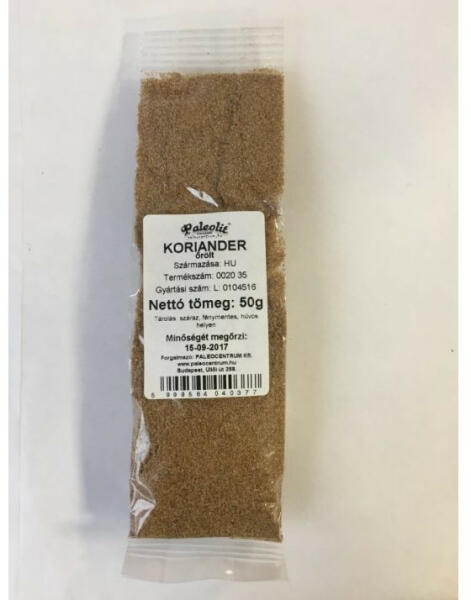 Paleolit
KORIANDER
őrölt
Származása: HU
Termékszám: 0020 35
Gyártási szám: L: 0104516
Nettó tömeg: 50g
Tárolás: száraz, fénymentes, hűvös
helyen
Minőségét megőrzi:
15-09-2017
Forgalmazó: PALEOCENTRUM Kft.
www.paleocentrum.hu
Budapest, Üllői út 258.
5 999564 040377